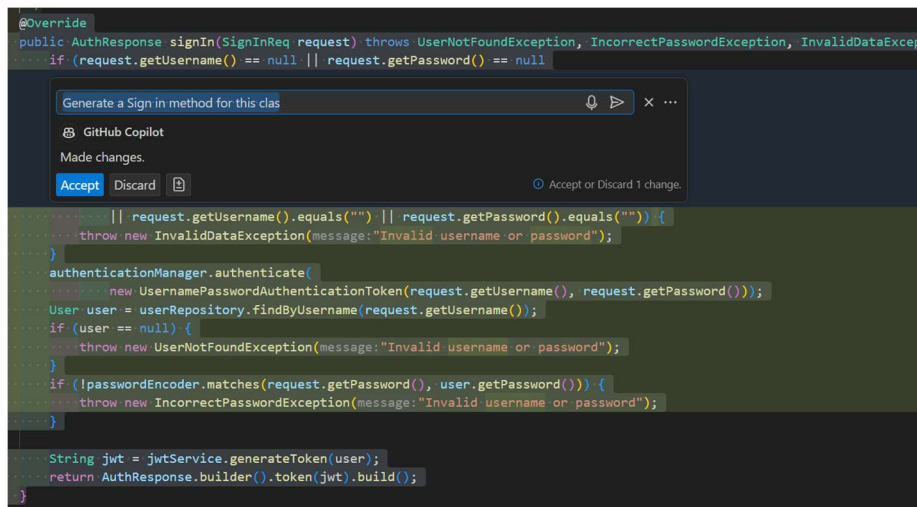 @Override
public AuthResponse signIn(SignInReq request) throws UserNotFoundException, IncorrectPasswordException, InvalidDataExcep
if (request.getUsername() == null || request.getPassword() == null
Generate a Sign in method for this clas
GitHub Copilot
Made changes.
Accept Discard
Accept or Discard 1 change.
|| request.getUsername().equals("") || request.getPassword().equals("")) {
throw new InvalidDataException(message:"Invalid username or password");
}
authenticationManager.authenticate(
new UsernamePasswordAuthenticationToken(request.getUsername(), request.getPassword()));
User user = userRepository.findByUsername(request.getUsername());
if (user == null) {
throw new UserNotFoundException(message:"Invalid username or password");
}
if (!passwordEncoder.matches(request.getPassword(), user.getPassword())) {
throw new IncorrectPasswordException(message:"Invalid username or password");
}
String jwt = jwtService.generateToken(user);
return AuthResponse.builder().token(jwt).build();
}